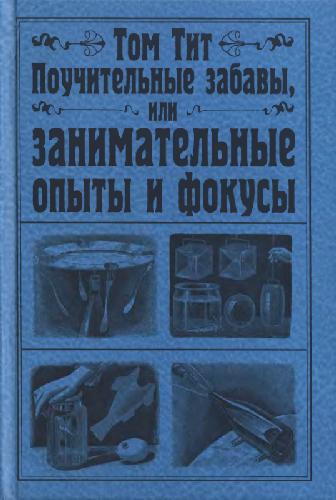 Том Тит
Поучительные забавы,
или
занимательные
опыты и фокусы